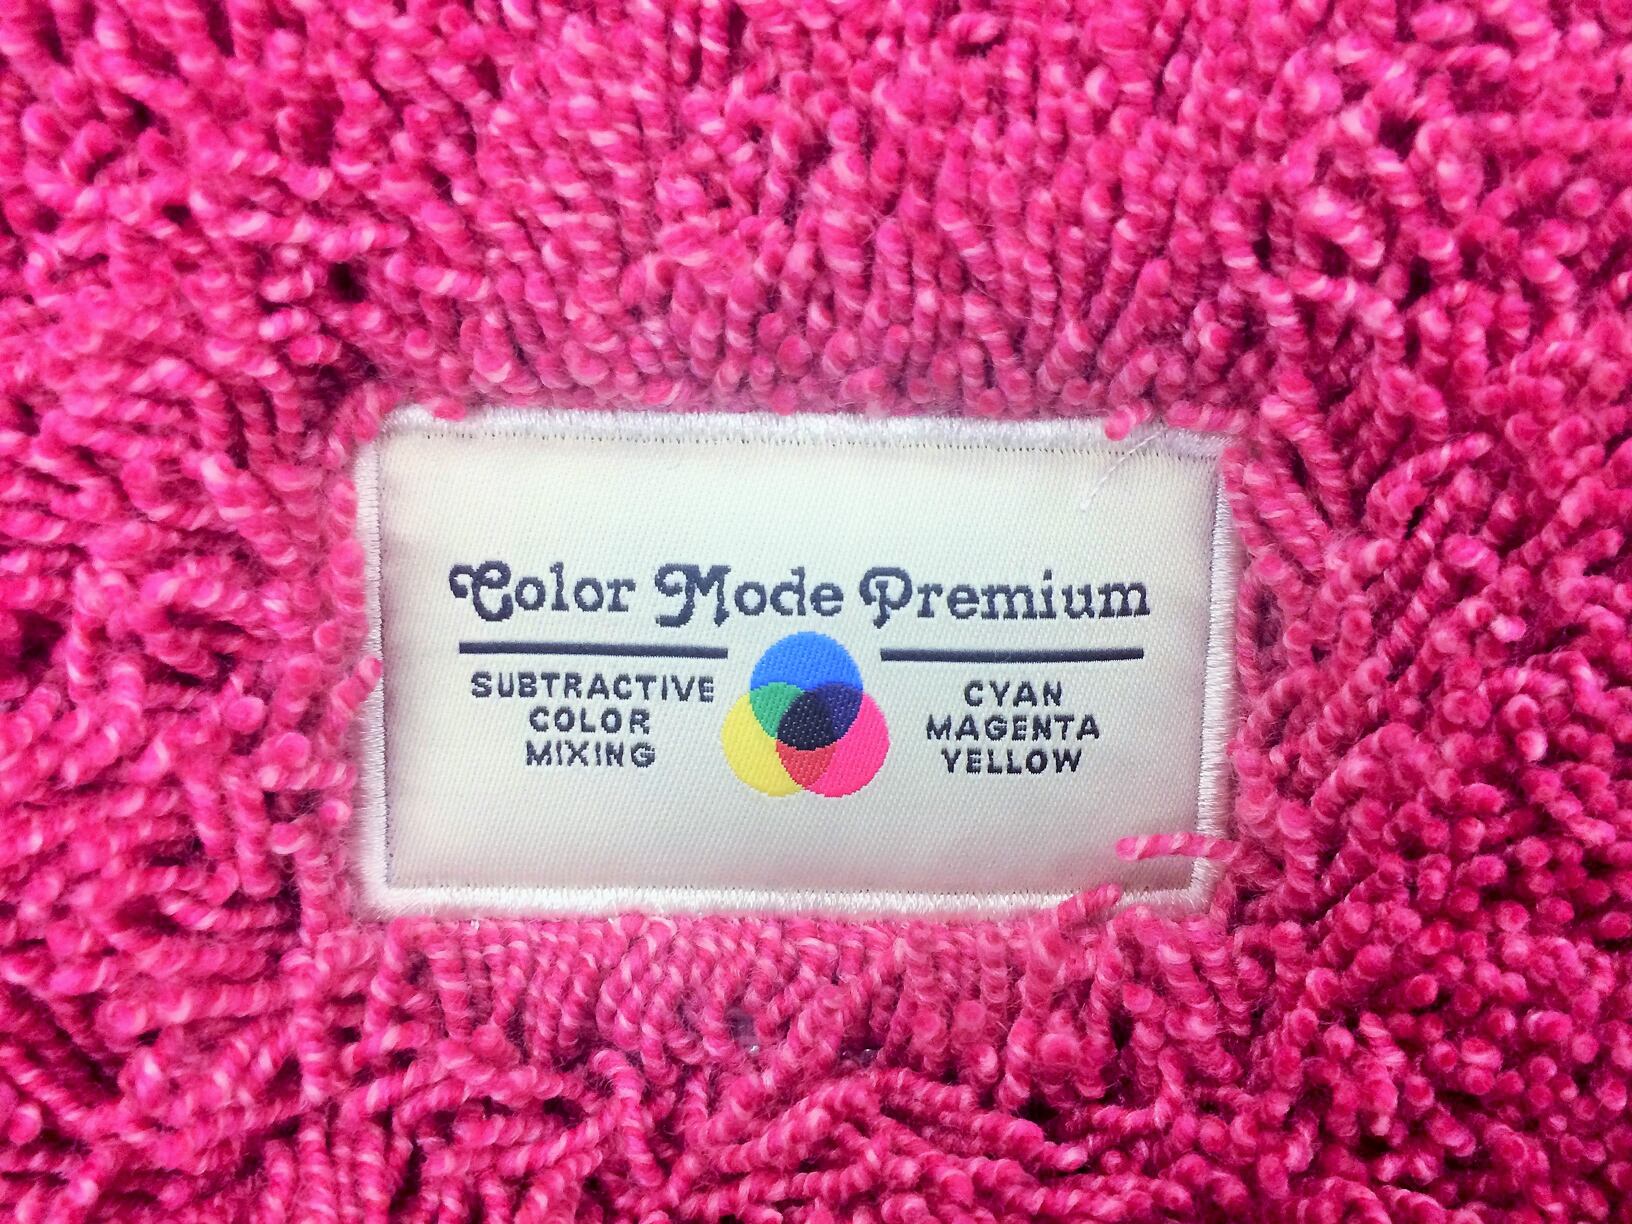 Color Mode Premium
SUBTRACTIVE
COLOR
MIXING
CYAN
MAGENTA
YELLOW